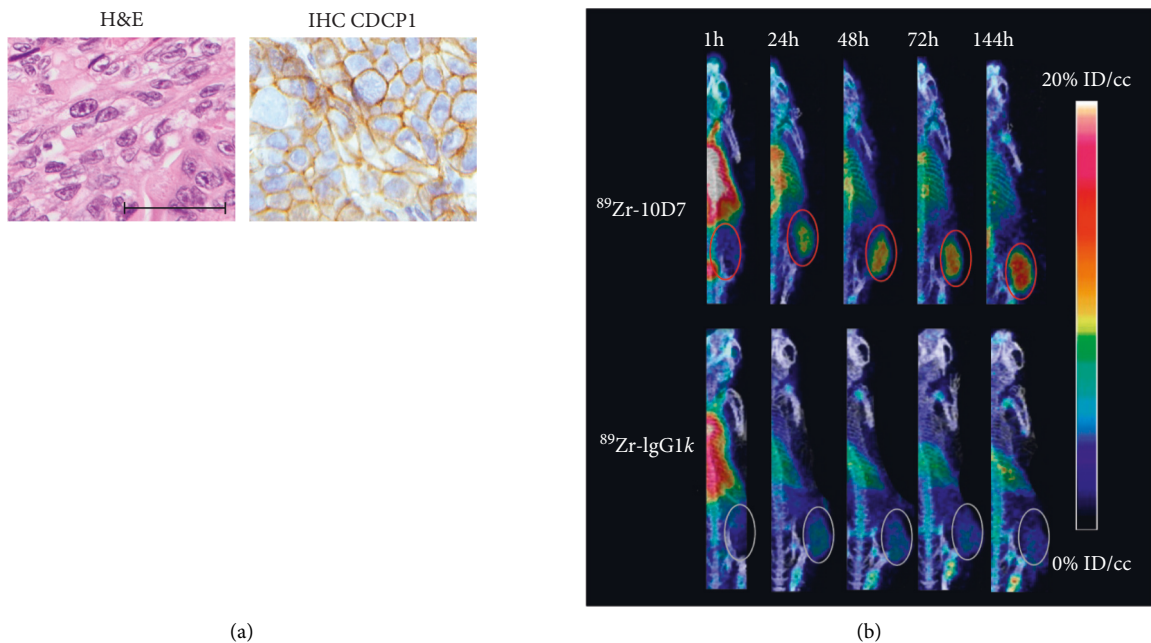 H&E
IHC CDCP1
1h 24h 48h 72h 144h
20% ID/cc
⁸⁹Zr-10D7
⁸⁹Zr-lgG1k
0% ID/cc
(a)
(b)